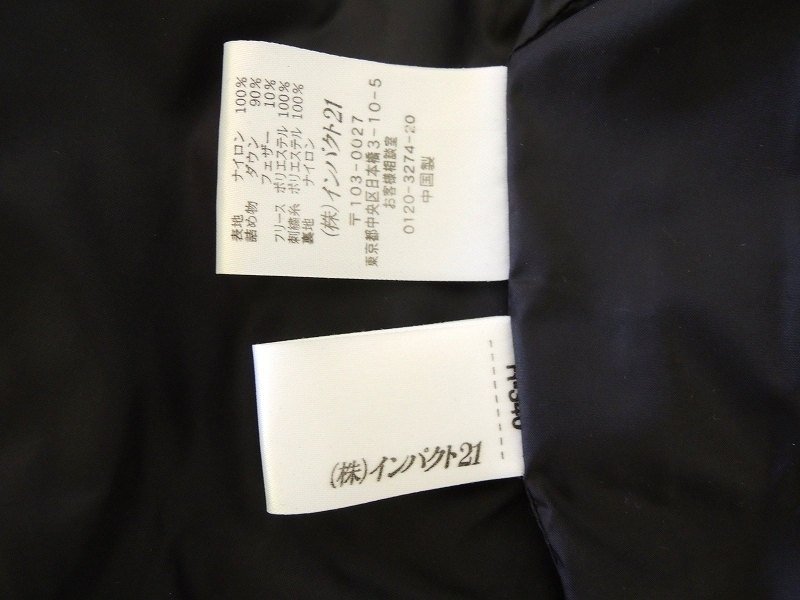 表地 ナイロン 100%
詰め物 ダウン 90%
フェザー 10%
フリース ポリエステル 100%
刺繍糸 ポリエステル 100%
裏地 ナイロン
(株)インパクト21
〒103-0027
東京都中央区日本橋3-10-5
お客様相談室
0120-3274-20
中国製
(株)インパクト21